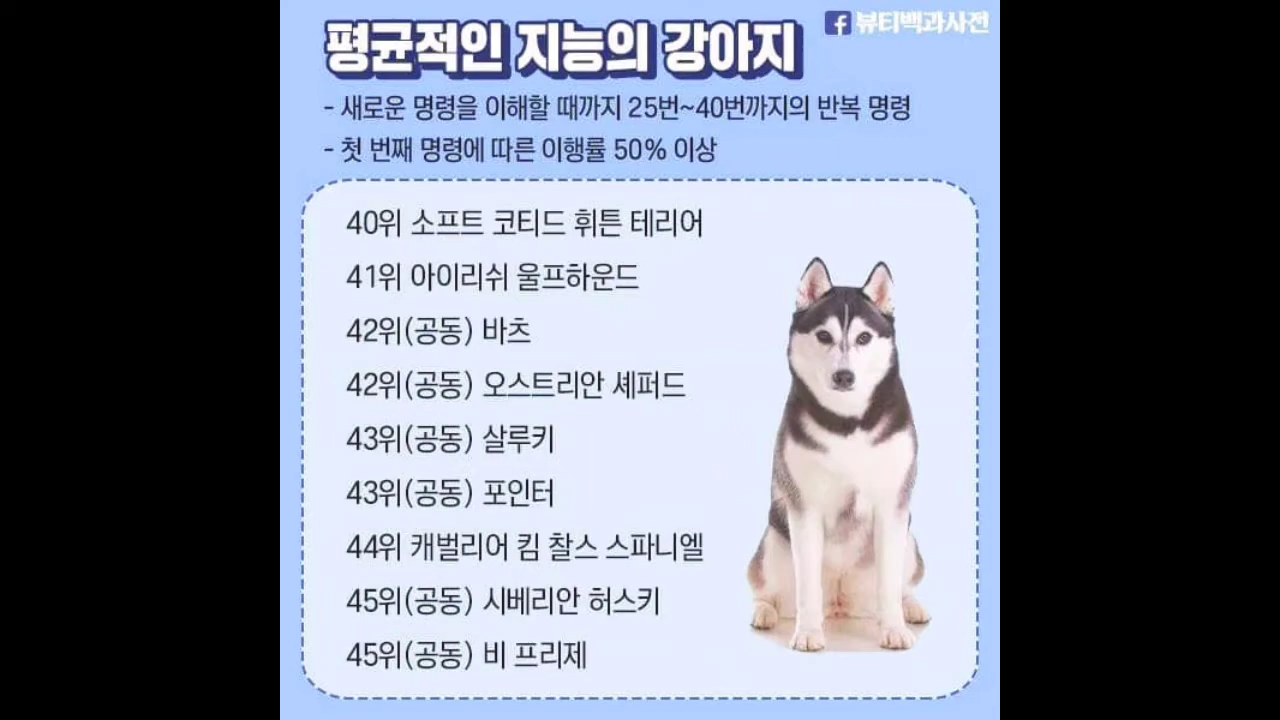 뷰티백과사전
평균적인 지능의 강아지
- 새로운 명령을 이해할 때까지 25번~40번까지의 반복 명령
- 첫 번째 명령에 따른 이행률 50% 이상
40위 소프트 코티드 휘튼 테리어
41위 아이리쉬 울프하운드
42위(공동) 바츠
42위(공동) 오스트리안 셰퍼드
43위(공동) 살루키
43위(공동) 포인터
44위 캐벌리어 킴 찰스 스파니엘
45위(공동) 시베리안 허스키
45위(공동) 비 프리제